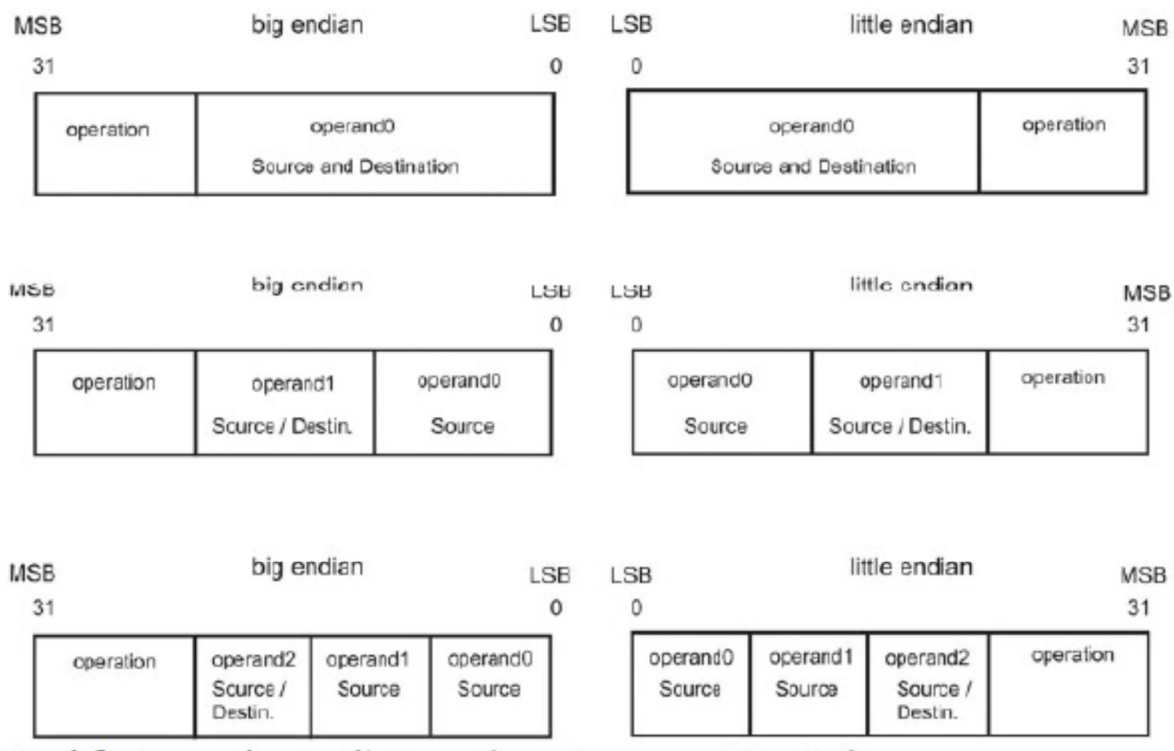 MSB big endian LSB LSB little endian MSB
31 0 0 31
operation operand0 operand0 operation
Source and Destination Source and Destination
MSB big endian LSB LSB little endian MSB
31 0 0 31
operation operand1 operand0 operand0 operand1 operation
Source / Destin. Source Source Source / Destin.
MSB big endian LSB LSB little endian MSB
31 0 0 31
operation operand2 operand1 operand0 operand0 operand1 operand2 operation
Source / Source Source Source Source Source /
Destin. Destin.